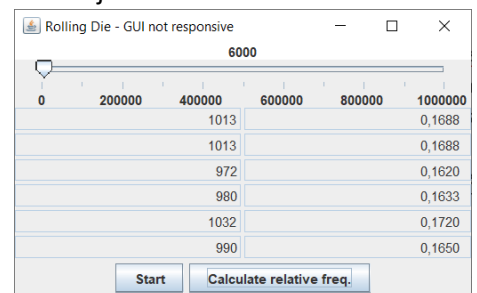 Rolling Die - GUI not responsive
6000
0 200000 400000 600000 800000 1000000
1013 0,1688
1013 0,1688
972 0,1620
980 0,1633
1032 0,1720
990 0,1650
Start Calculate relative freq.